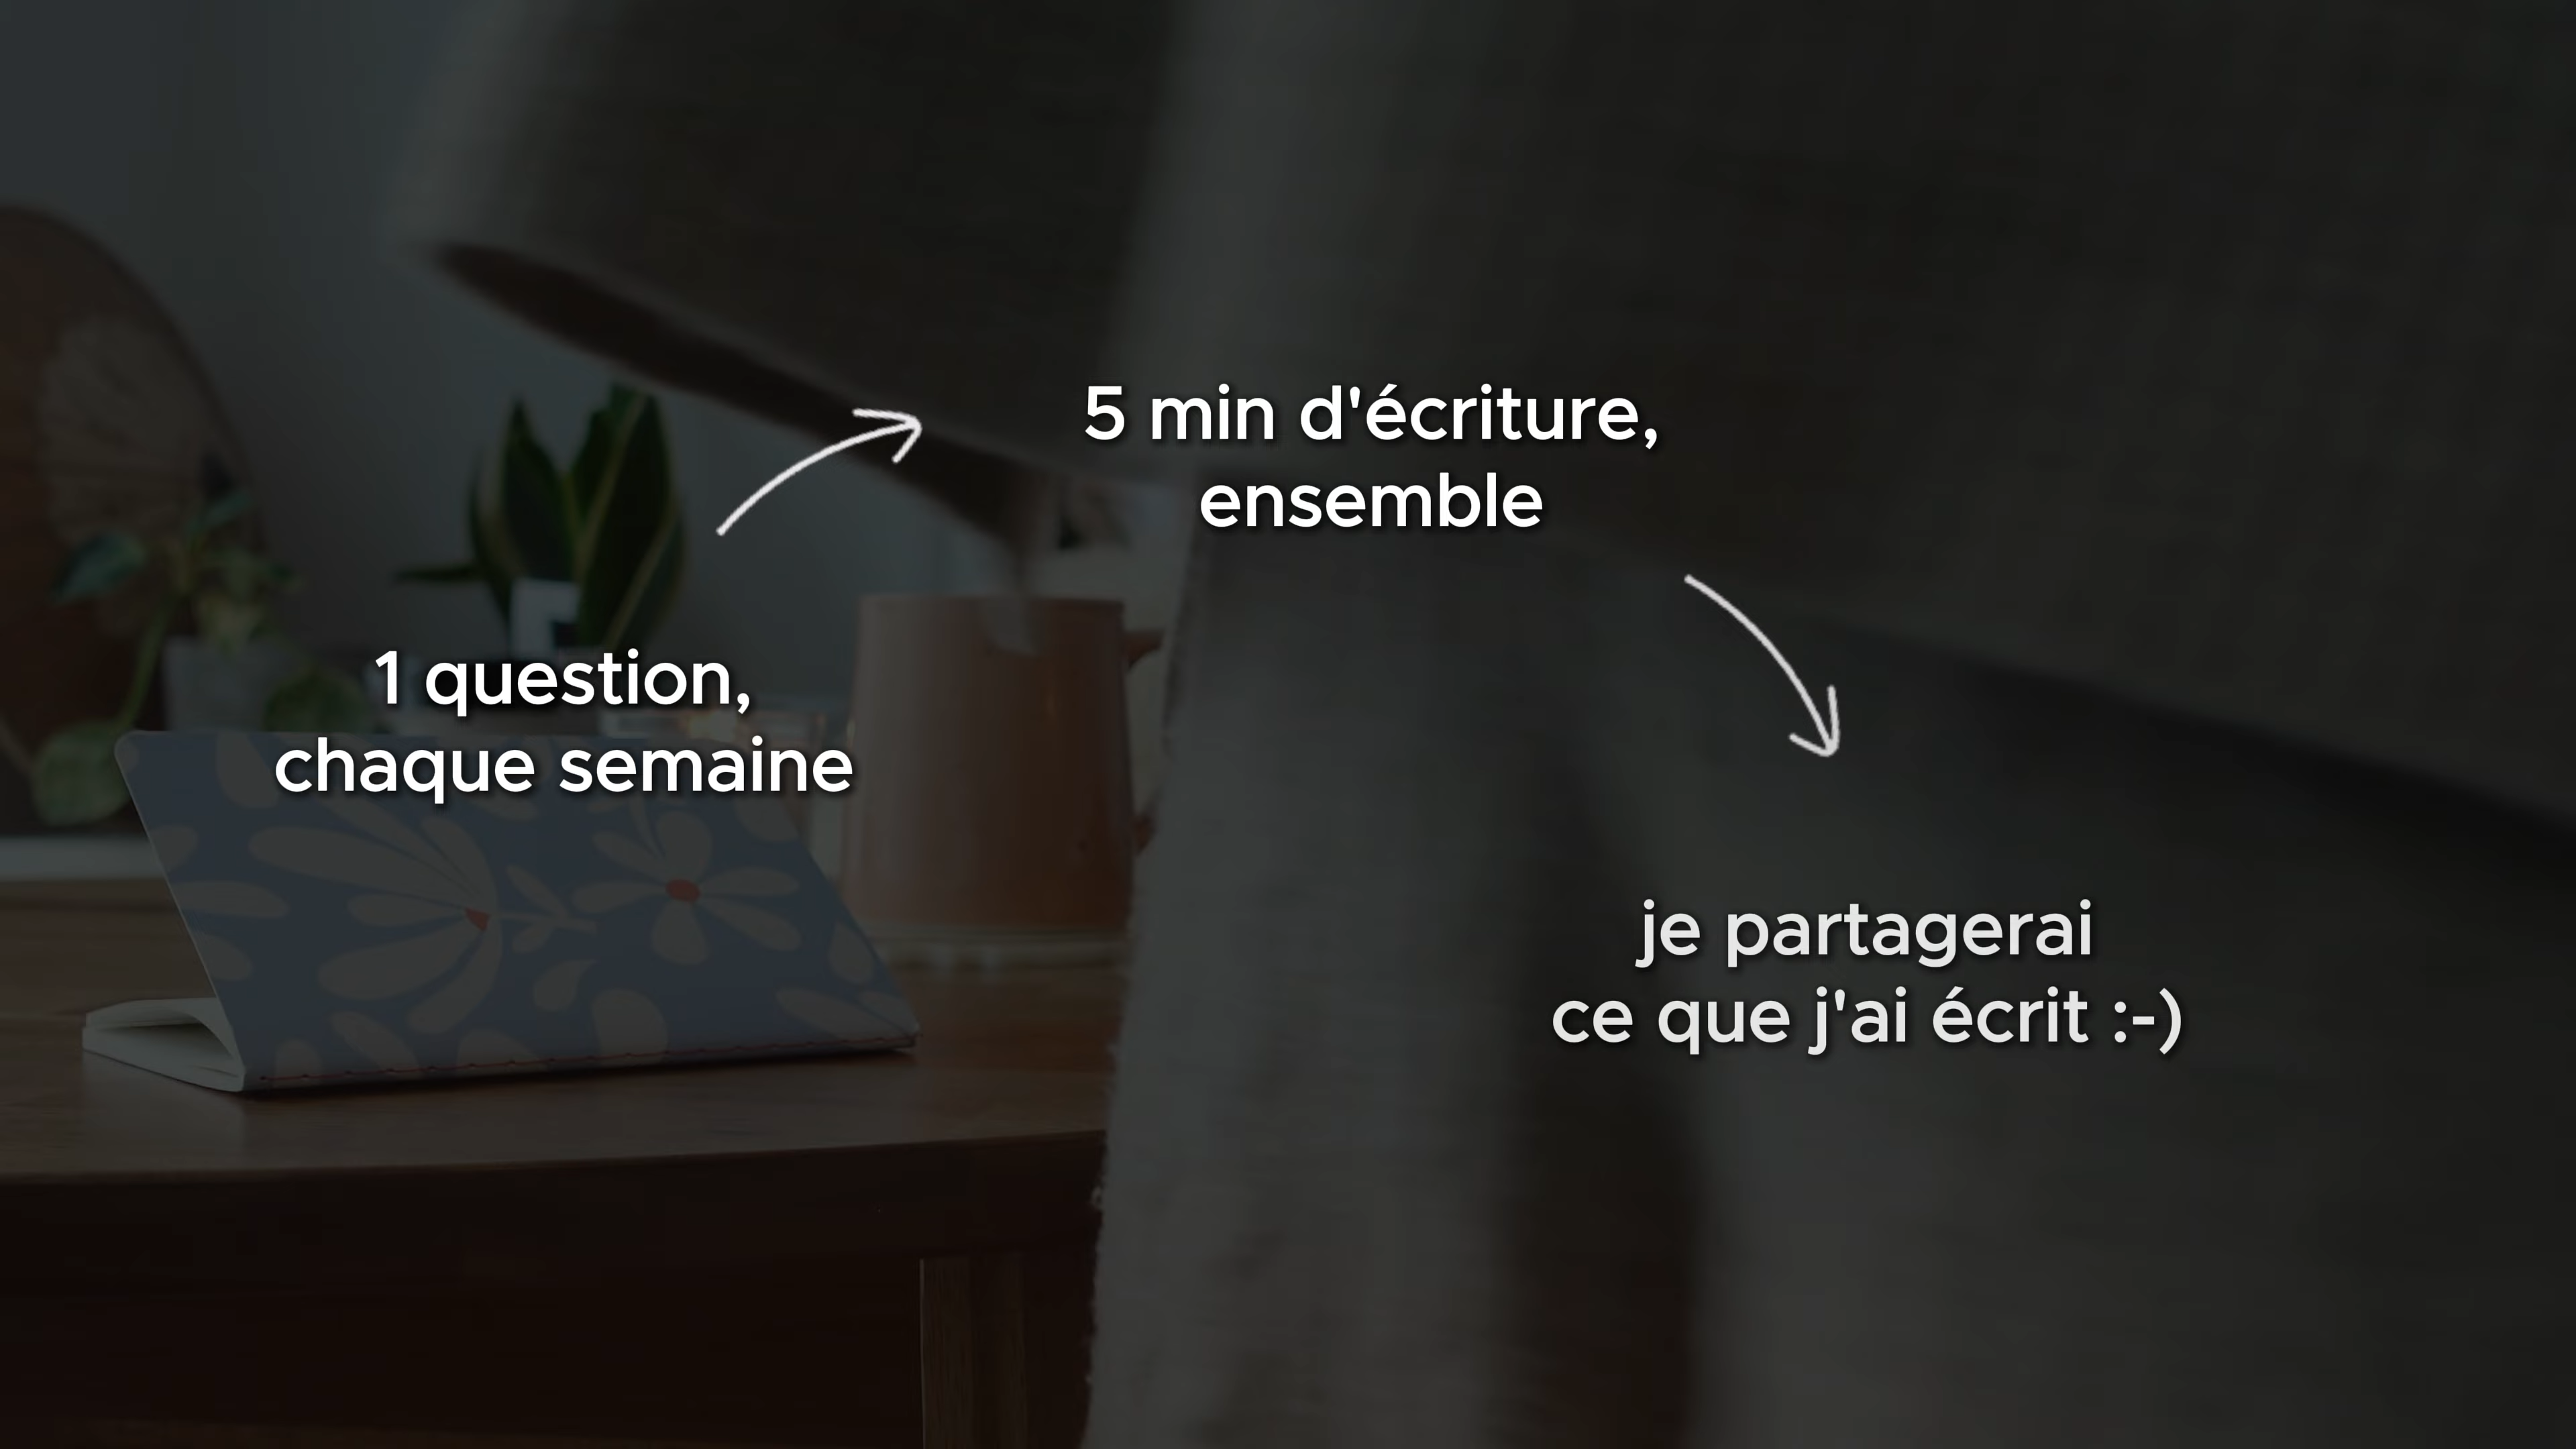 1 question,
chaque semaine
5 min d'écriture,
ensemble
je partagerai
ce que j'ai écrit :-)